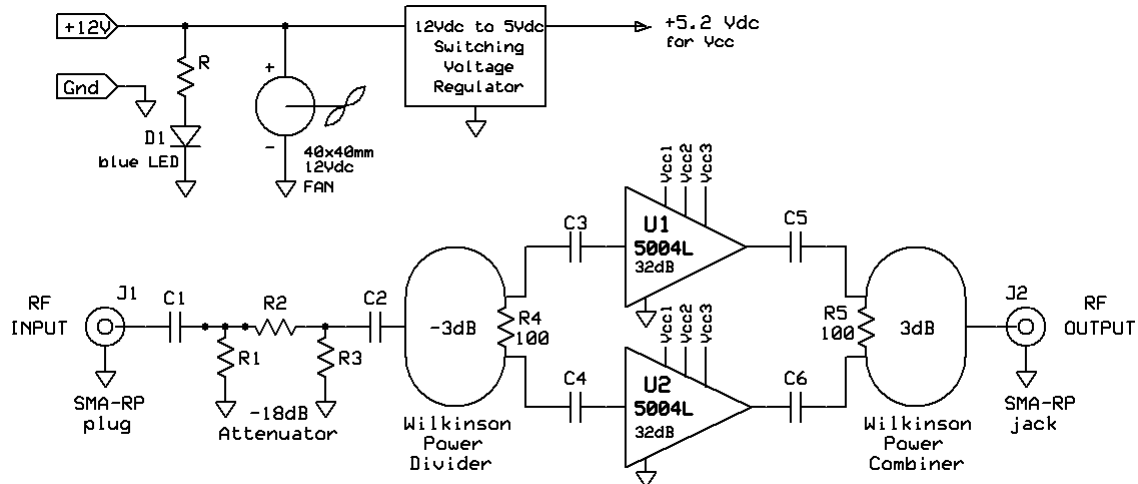 +12V
Gnd
R
D1
blue LED
+
-
40x40mm
12Vdc
FAN
12Vdc to 5Vdc
Switching
Voltage
Regulator
+5.2 Vdc
for Vcc
RF
INPUT
J1
SMA-RP
plug
C1
R1
R2
R3
-18dB
Attenuator
C2
-3dB
Wilkinson
Power
Divider
R4
100
C3
C4
Vcc1
Vcc2
Vcc3
U1
5004L
32dB
Vcc1
Vcc2
Vcc3
U2
5004L
32dB
C5
C6
R5
100
3dB
Wilkinson
Power
Combiner
J2
SMA-RP
jack
RF
OUTPUT